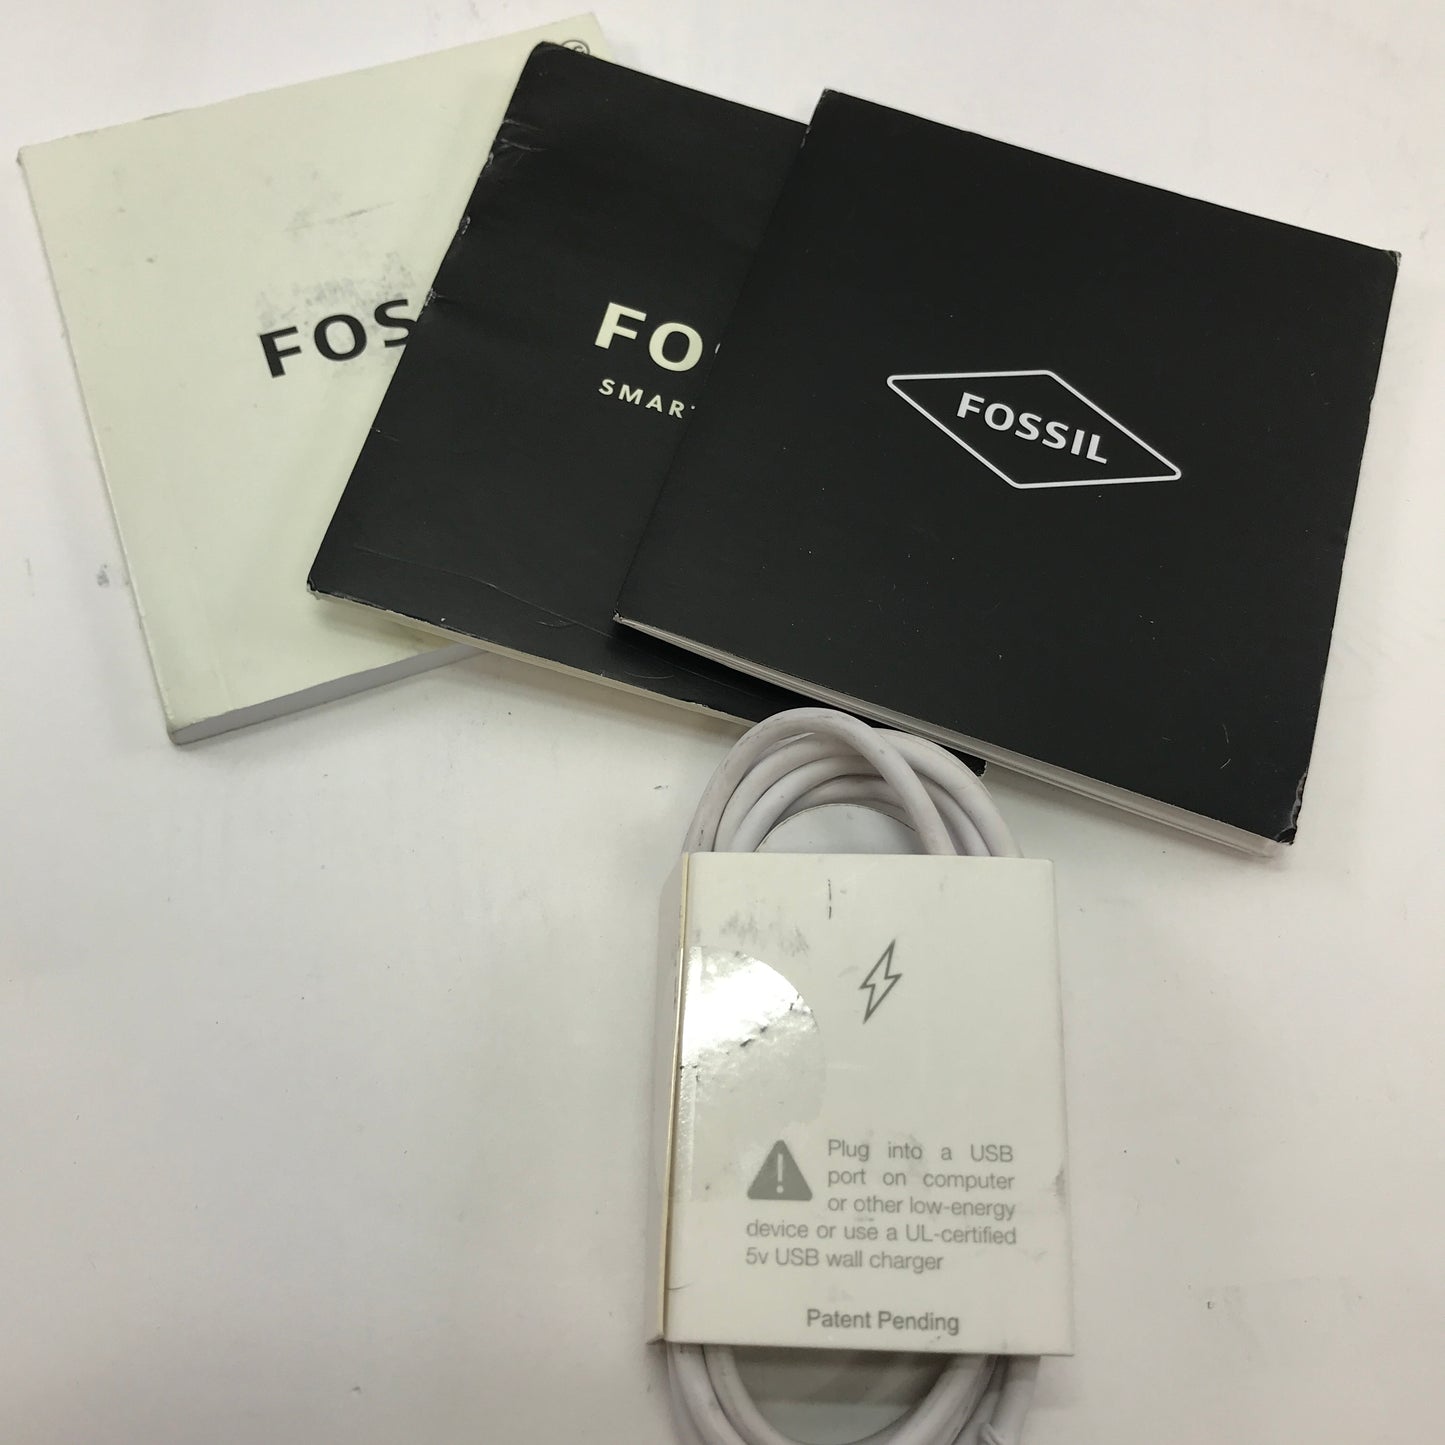 FOS
FO
SMAR
FOSSIL
Plug into a USB
port on computer
or other low-energy
device or use a UL-certified
5v USB wall charger
Patent Pending